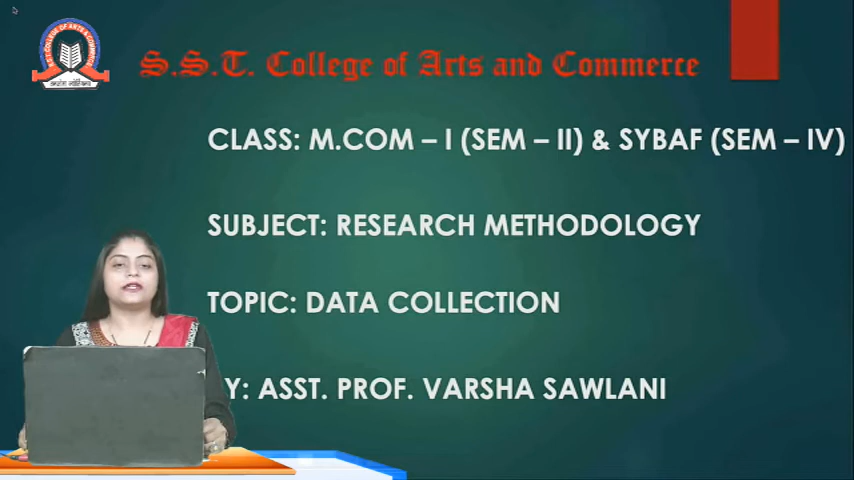 S.S.T. College of Arts and Commerce
CLASS: M.COM – I (SEM – II) & SYBAF (SEM – IV)
SUBJECT: RESEARCH METHODOLOGY
TOPIC: DATA COLLECTION
Y: ASST. PROF. VARSHA SAWLANI